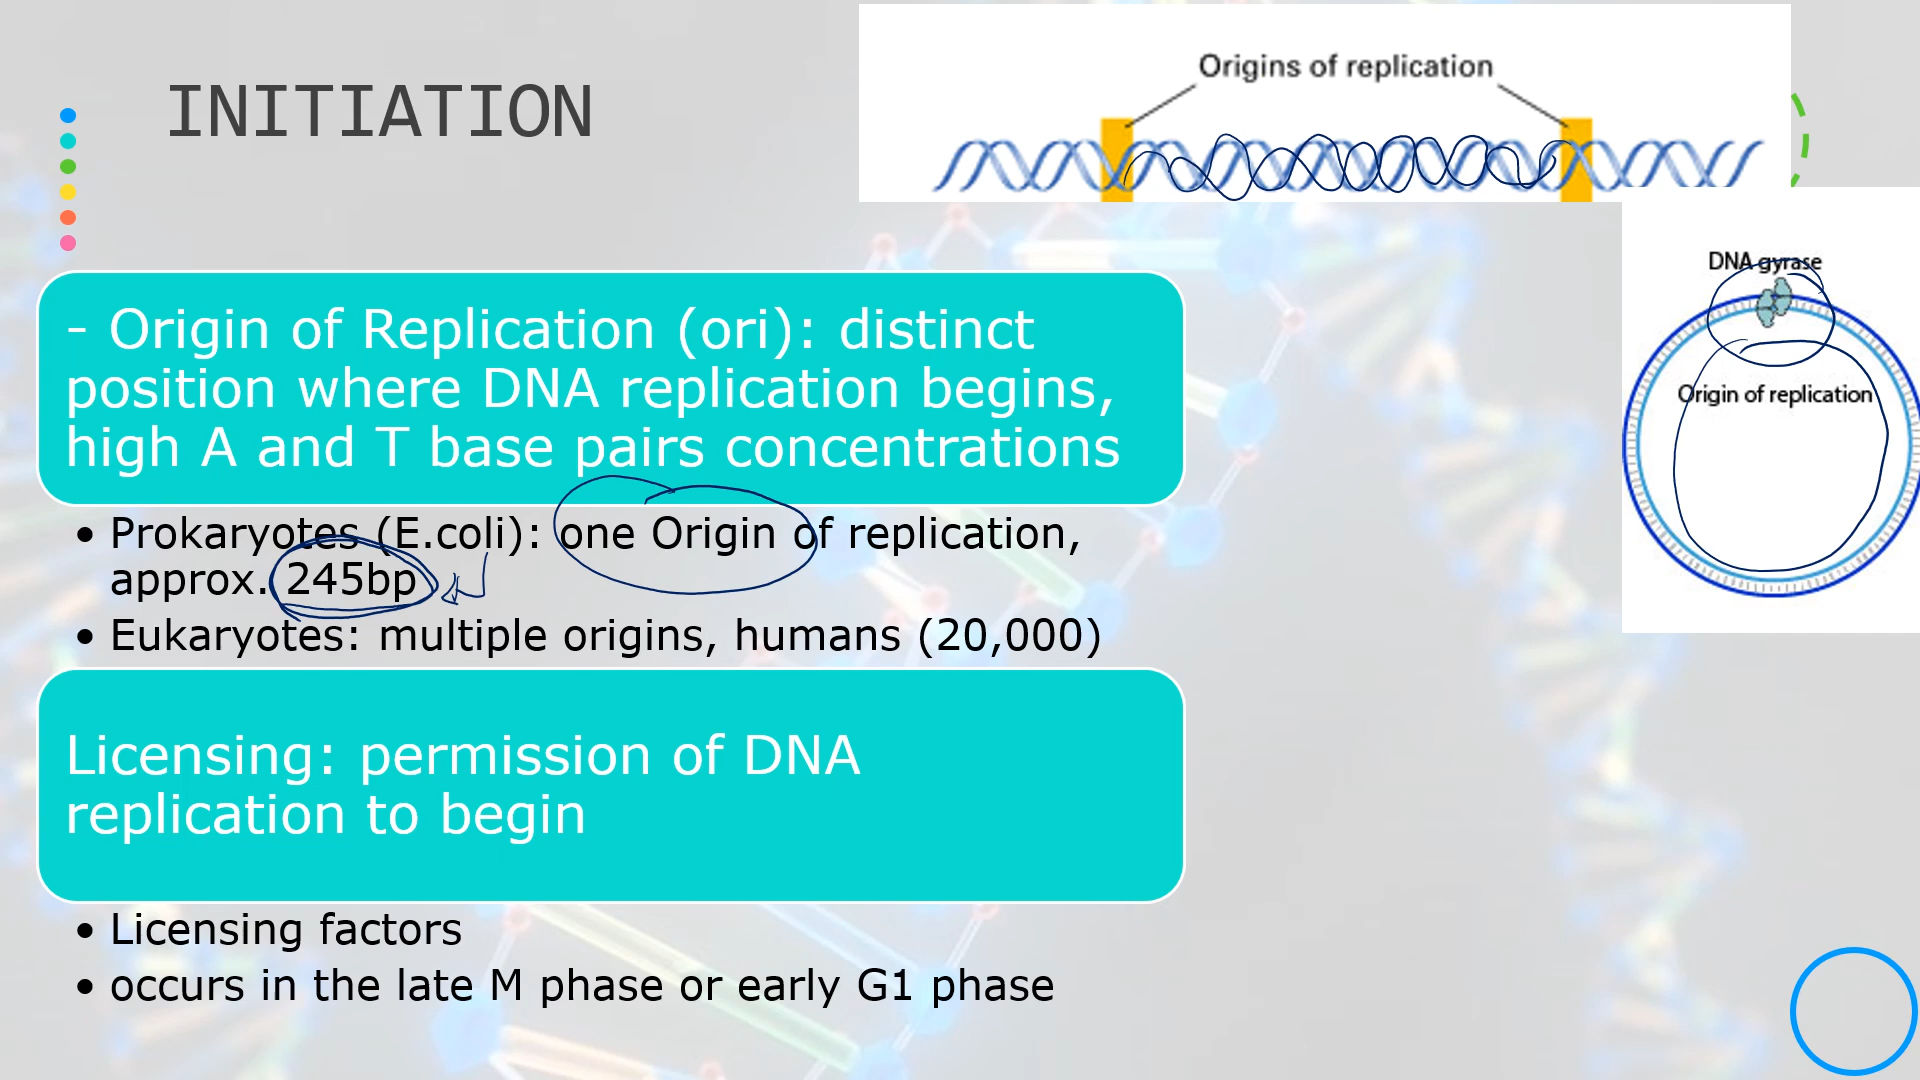 INITIATION
Origins of replication
DNA gyrase
Origin of replication
- Origin of Replication (ori): distinct
position where DNA replication begins,
high A and T base pairs concentrations
• Prokaryotes (E.coli): one Origin of replication,
approx. 245bp
• Eukaryotes: multiple origins, humans (20,000)
Licensing: permission of DNA
replication to begin
• Licensing factors
• occurs in the late M phase or early G1 phase